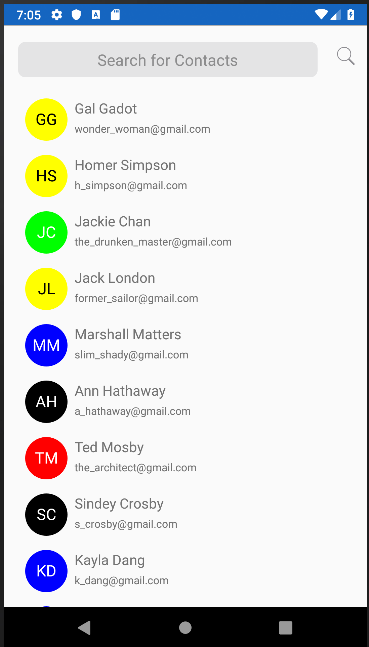 7:05
Search for Contacts
GG Gal Gadot
wonder_woman@gmail.com
HS Homer Simpson
h_simpson@gmail.com
JC Jackie Chan
the_drunken_master@gmail.com
JL Jack London
former_sailor@gmail.com
MM Marshall Matters
slim_shady@gmail.com
AH Ann Hathaway
a_hathaway@gmail.com
TM Ted Mosby
the_architect@gmail.com
SC Sindey Crosby
s_crosby@gmail.com
KD Kayla Dang
k_dang@gmail.com